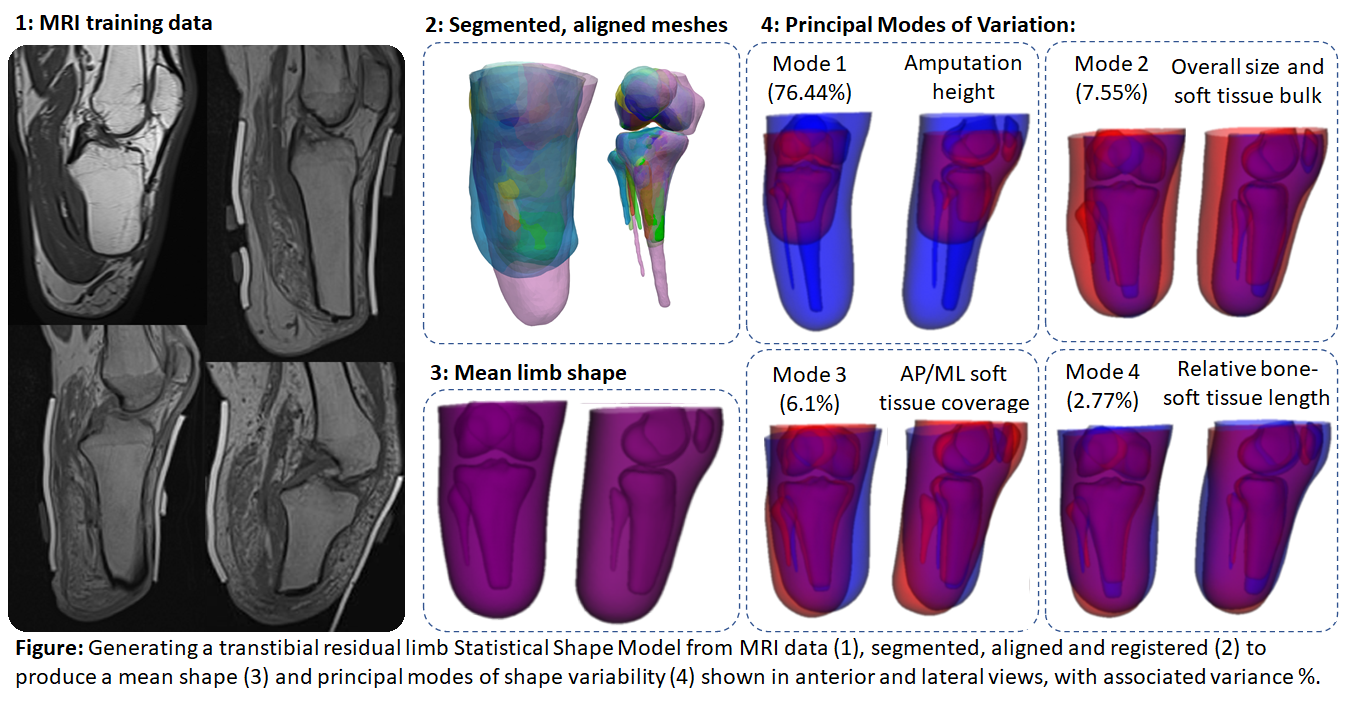 1: MRI training data
2: Segmented, aligned meshes
3: Mean limb shape
4: Principal Modes of Variation:
Mode 1
(76.44%)
Amputation
height
Mode 2
(7.55%)
Overall size and
soft tissue bulk
Mode 3
(6.1%)
AP/ML soft
tissue coverage
Mode 4
(2.77%)
Relative bone-
soft tissue length
Figure: Generating a transtibial residual limb Statistical Shape Model from MRI data (1), segmented, aligned and registered (2) to
produce a mean shape (3) and principal modes of shape variability (4) shown in anterior and lateral views, with associated variance %.